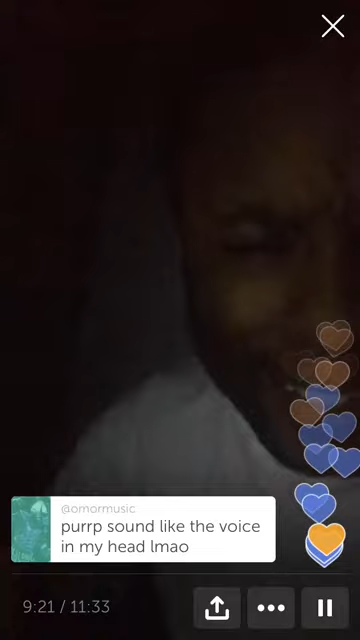 @omormusic
purrp sound like the voice
in my head lmao
9:21 / 11:33